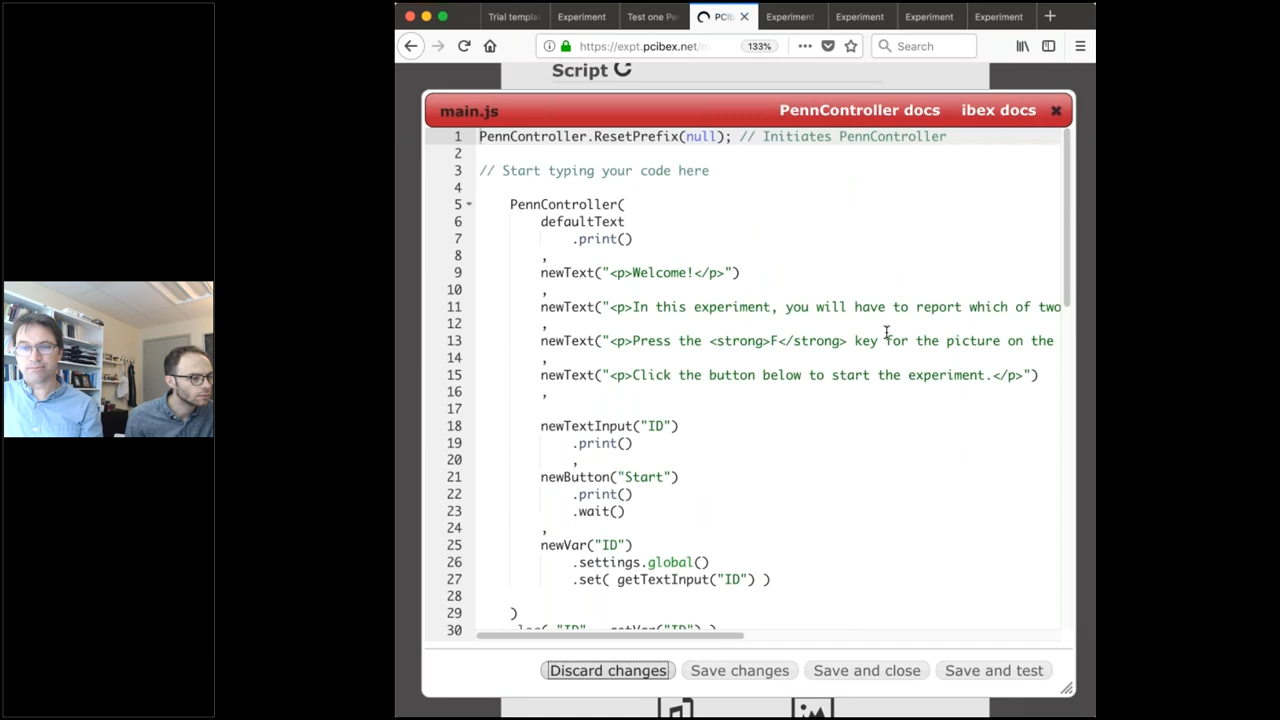 Trial templa
Experiment
Test one Pen
PCIb
Experiment
Experiment
Experiment
Experiment
https://expt.pcibex.net/
133%
Search
Script
main.js
PennController docs
ibex docs
1 PennController.ResetPrefix(null); // Initiates PennController
2
3 // Start typing your code here
4
5 PennController(
6 defaultText
7 .print()
8 ,
9 newText("<p>Welcome!</p>")
10 ,
11 newText("<p>In this experiment, you will have to report which of two
12 ,
13 newText("<p>Press the <strong>F</strong> key for the picture on the
14 ,
15 newText("<p>Click the button below to start the experiment.</p>")
16 ,
17
18 newTextInput("ID")
19 .print()
20 ,
21 newButton("Start")
22 .print()
23 .wait()
24 ,
25 newVar("ID")
26 .settings.global()
27 .set( getTextInput("ID") )
28
29 )
30 .log( "ID" , getVar("ID") )
Discard changes
Save changes
Save and close
Save and test